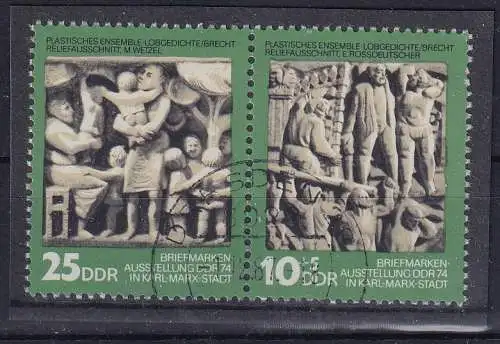 PLASTISCHES ENSEMBLE LOBGEDICHTE/BRECHT
RELIEFAUSSCHNITT, M. WETZEL
25 DDR
BRIEFMARKEN-
AUSSTELLUNG DDR 74
IN KARL-MARX-STADT
PLASTISCHES ENSEMBLE LOBGEDICHTE/BRECHT
RELIEFAUSSCHNITT, E. ROSSDEUTSCHER
10+5 DDR
BRIEFMARKEN-
AUSSTELLUNG DDR 74
IN KARL-MARX-STADT